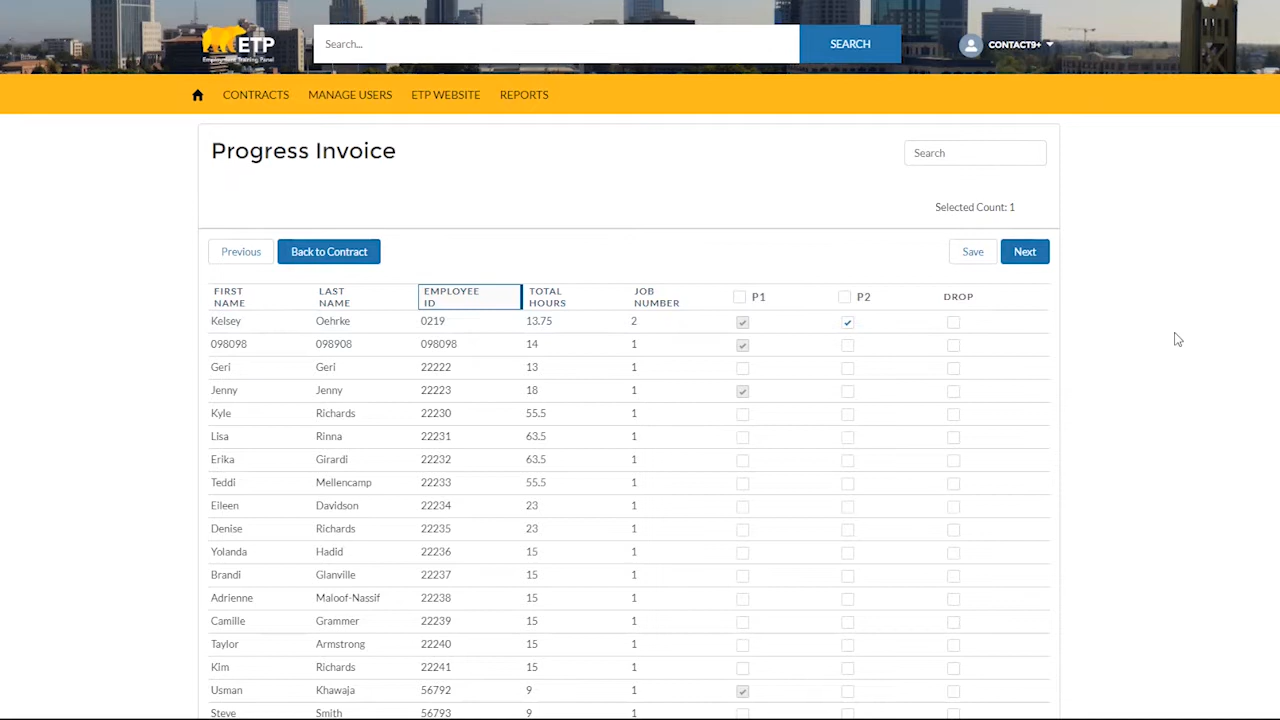 ETP
Employment Training Panel
Search...
SEARCH
CONTACT9+
CONTRACTS MANAGE USERS ETP WEBSITE REPORTS
Progress Invoice
Search
Selected Count: 1
Previous Back to Contract Save Next
FIRST NAME LAST NAME EMPLOYEE ID TOTAL HOURS JOB NUMBER P1 P2 DROP
Kelsey Oehrke 0219 13.75 2
098098 098908 098098 14 1
Geri Geri 22222 13 1
Jenny Jenny 22223 18 1
Kyle Richards 22230 55.5 1
Lisa Rinna 22231 63.5 1
Erika Girardi 22232 63.5 1
Teddi Mellencamp 22233 55.5 1
Eileen Davidson 22234 23 1
Denise Richards 22235 23 1
Yolanda Hadid 22236 15 1
Brandi Glanville 22237 15 1
Adrienne Maloof-Nassif 22238 15 1
Camille Grammer 22239 15 1
Taylor Armstrong 22240 15 1
Kim Richards 22241 15 1
Usman Khawaja 56792 9 1
Steve Smith 56793 9 1